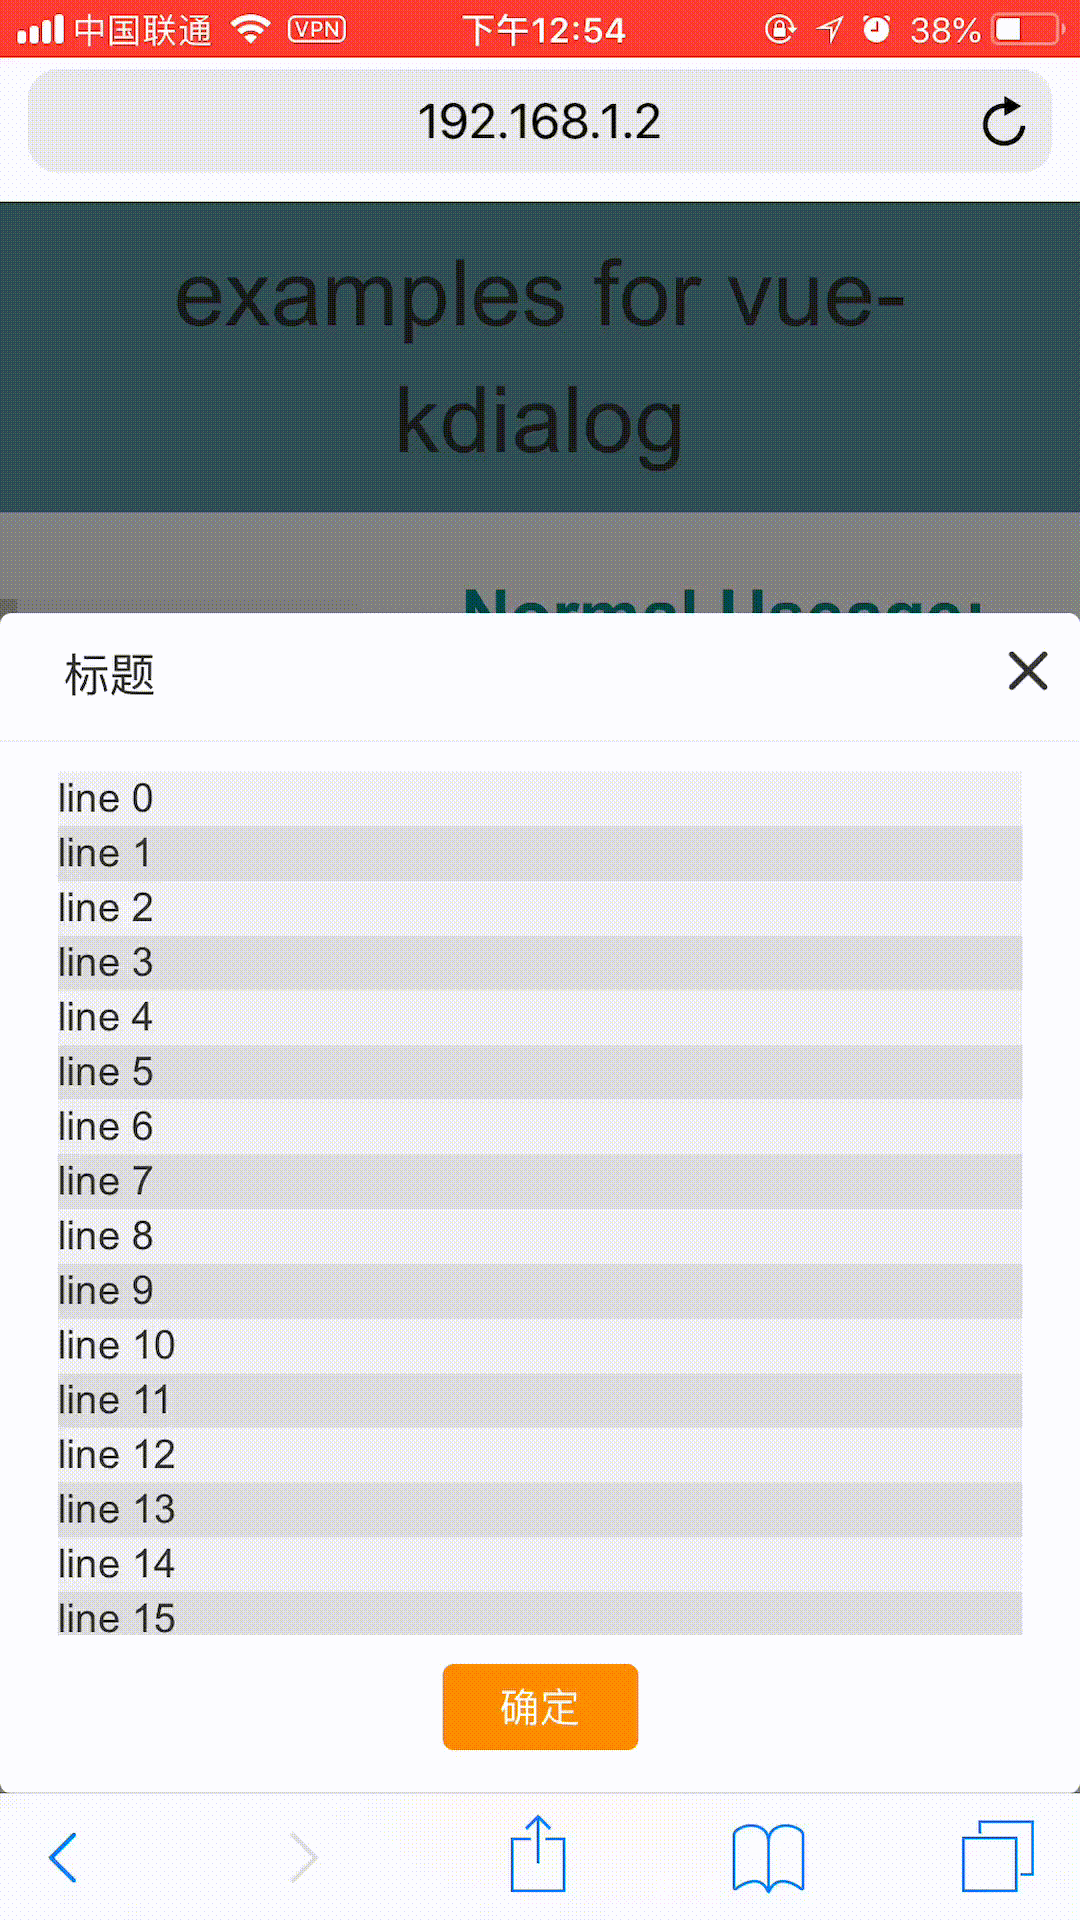 中国联通 VPN 下午12:54 38%
192.168.1.2
examples for vue-
kdialog
Normal Useage:
标题
line 0
line 1
line 2
line 3
line 4
line 5
line 6
line 7
line 8
line 9
line 10
line 11
line 12
line 13
line 14
line 15
确定